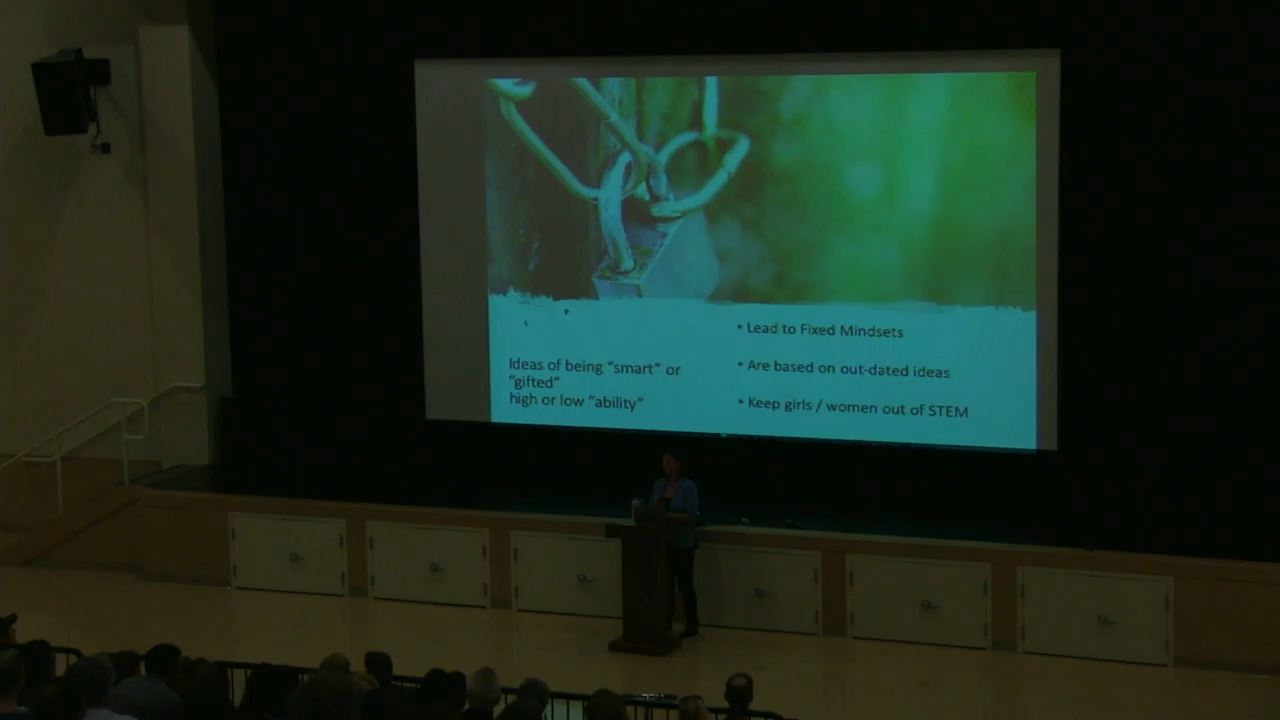 Ideas of being “smart” or
“gifted”
high or low “ability”
• Lead to Fixed Mindsets
• Are based on out-dated ideas
• Keep girls / women out of STEM